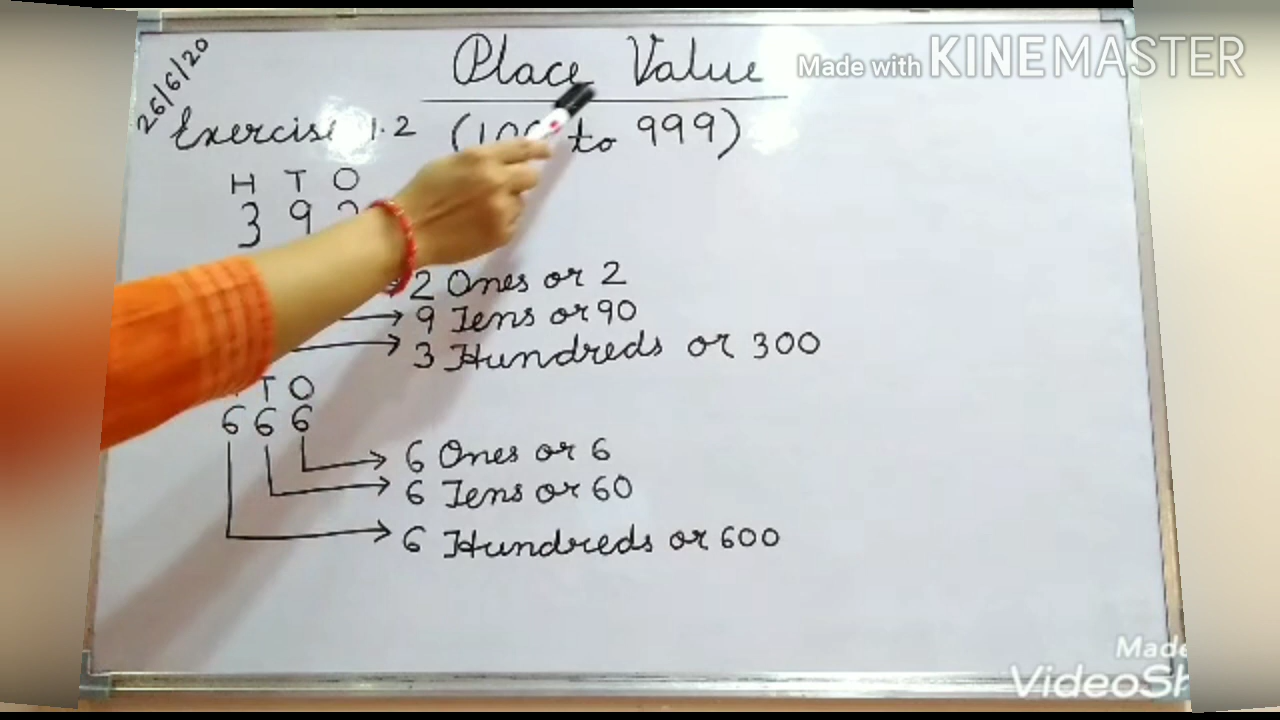 26/6/20
Place Value
Made with KINEMASTER
Exercise 1.2 (100 to 999)
H T O
3 9 2
2 Ones or 2
9 Tens or 90
3 Hundreds or 300
T O
6 6 6
6 Ones or 6
6 Tens or 60
6 Hundreds or 600
Made
VideoSh